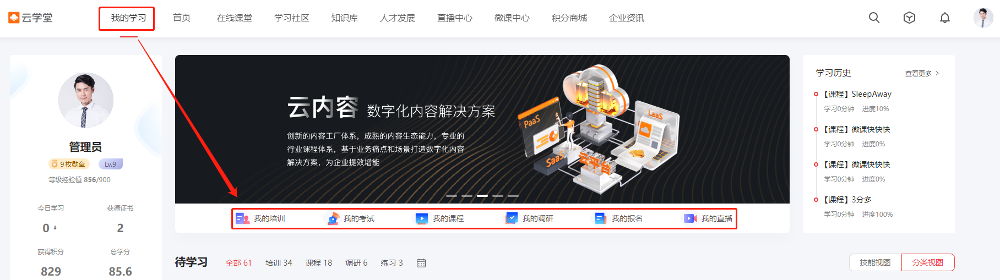 云学堂
我的学习 首页 在线课堂 学习社区 知识库 人才发展 直播中心 微课中心 积分商城 企业资讯
管理员
9枚勋章 Lv.9
等级经验值 856/900
今日学习 获得证书
0 2
获得积分 总学分
829 85.6
云内容 数字化内容解决方案
创新的内容工厂体系，成熟的内容生态能力，专业的
行业课程体系，基于业务痛点和场景打造数字化内容
解决方案，为企业提效增能
PaaS
LaaS
SaaS
云平台
我的培训 我的考试 我的课程 我的调研 我的报名 我的直播
学习历史 查看更多
【课程】SleepAway
学习0分钟 进度10%
【课程】微课快快快
学习0分钟 进度0%
【课程】微课快快快
学习0分钟 进度0%
【课程】3分多
学习0分钟 进度100%
待学习 全部 61 培训 34 课程 18 调研 6 练习 3
技能视图 分类视图